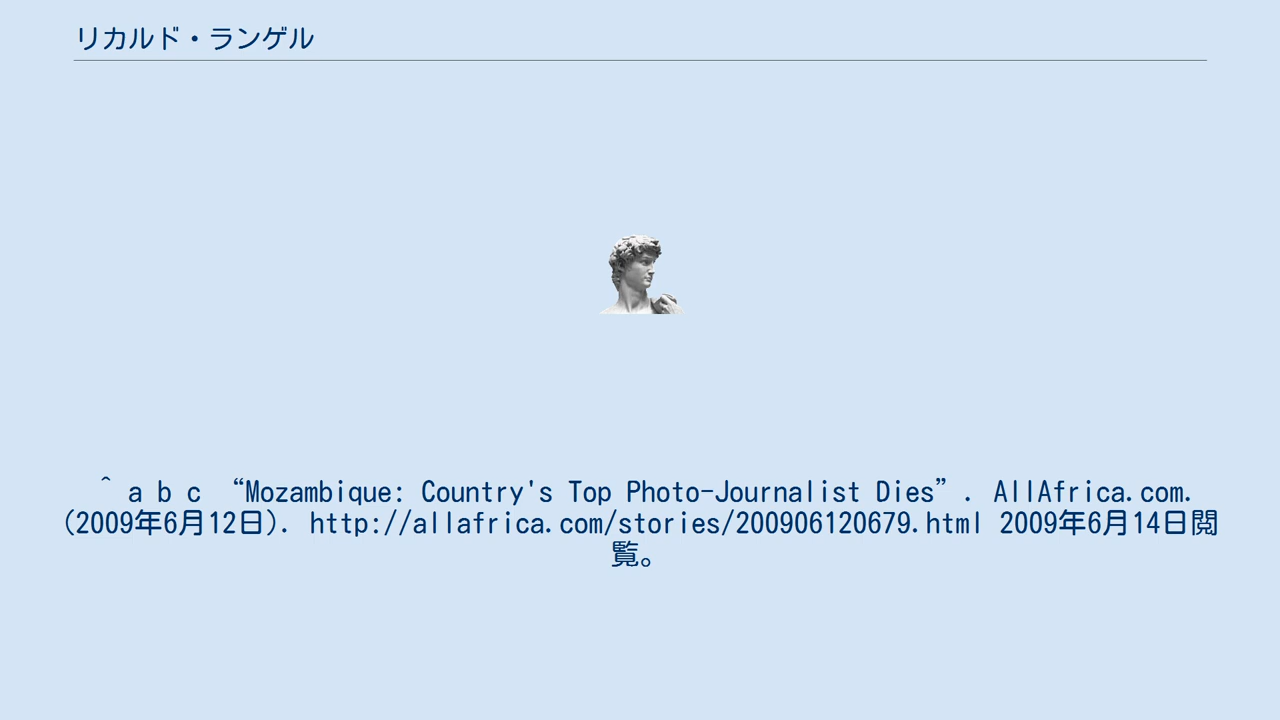 リカルド・ランゲル
^ a b c “Mozambique: Country's Top Photo-Journalist Dies”. AllAfrica.com.
(2009年6月12日). http://allafrica.com/stories/200906120679.html 2009年6月14日閲
覧。